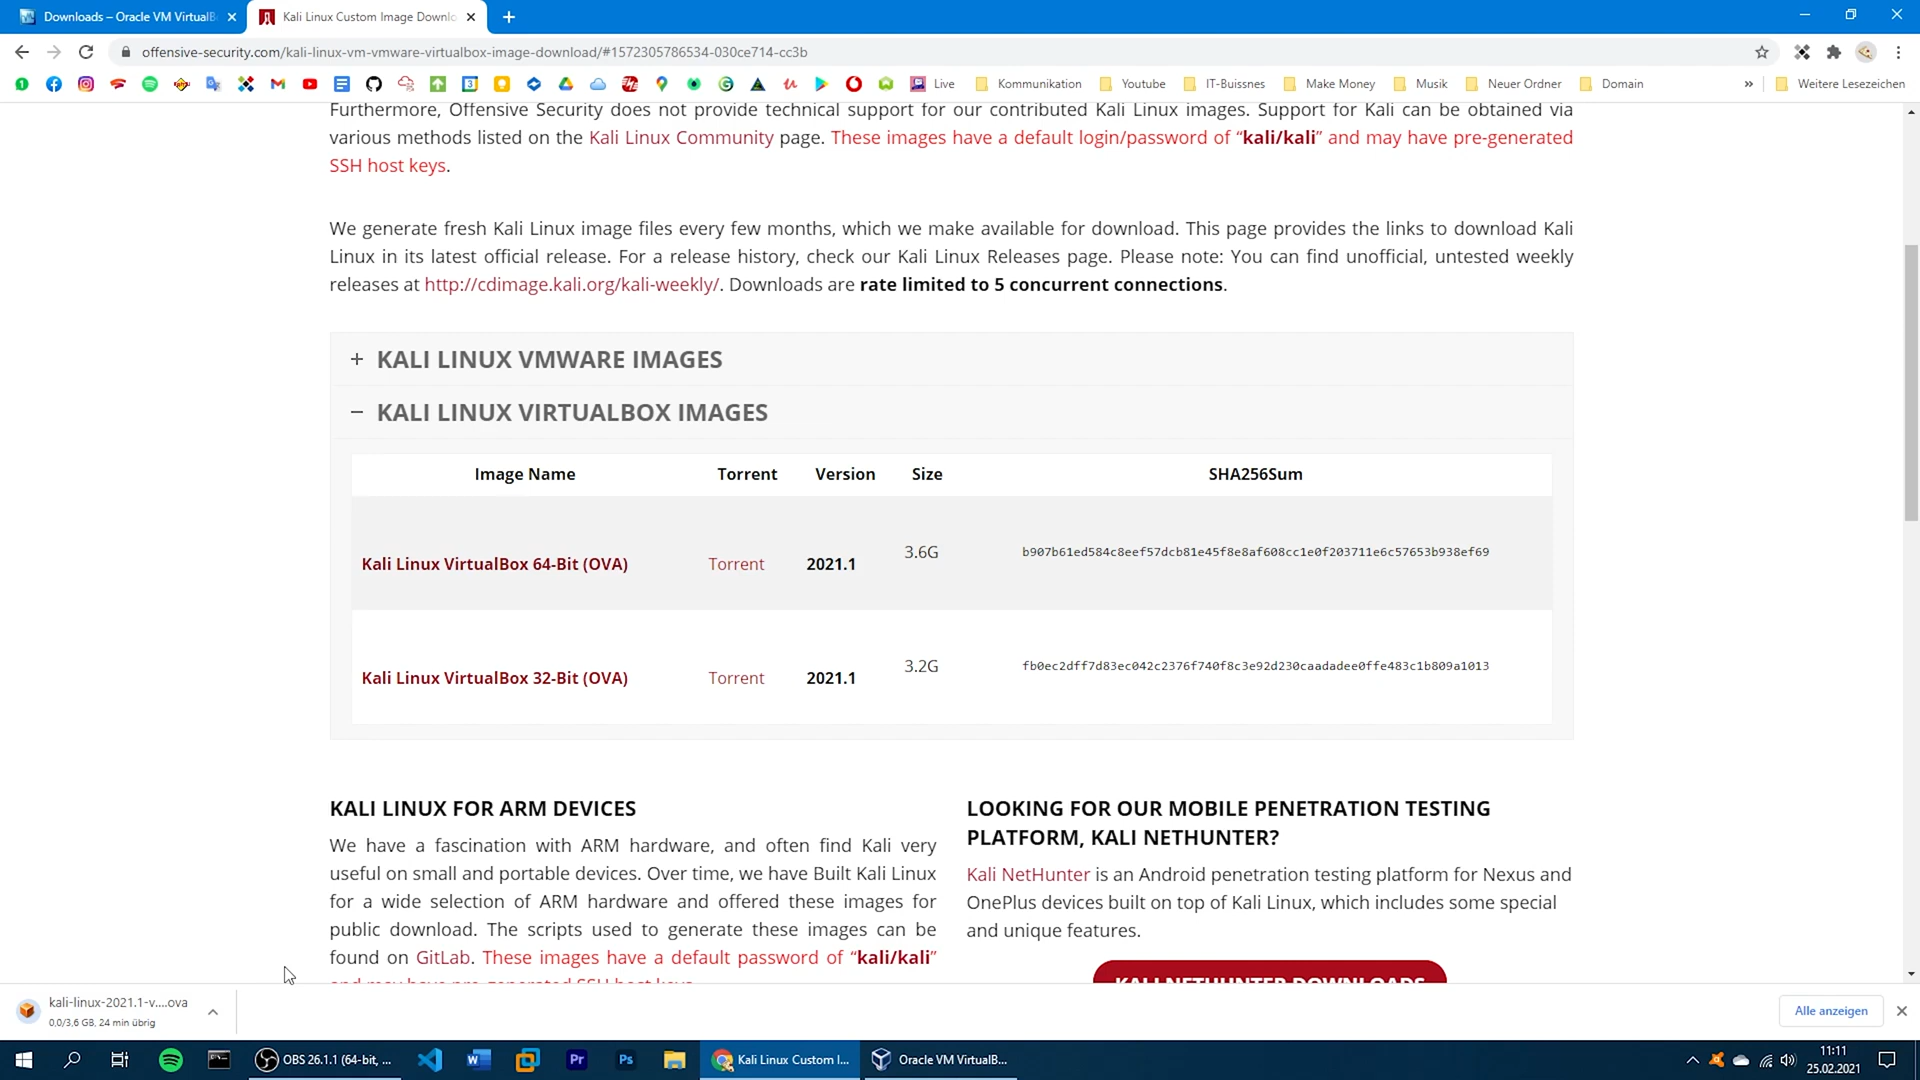 Downloads – Oracle VM VirtualB
Kali Linux Custom Image Downlo
offensive-security.com/kali-linux-vm-vmware-virtualbox-image-download/#1572305786534-030ce714-cc3b
Live
Kommunikation
Youtube
IT-Buissnes
Make Money
Musik
Neuer Ordner
Domain
»
Weitere Lesezeichen
Furthermore, Offensive Security does not provide technical support for our contributed Kali Linux images. Support for Kali can be obtained via
various methods listed on the Kali Linux Community page. These images have a default login/password of “kali/kali” and may have pre-generated
SSH host keys.
We generate fresh Kali Linux image files every few months, which we make available for download. This page provides the links to download Kali
Linux in its latest official release. For a release history, check our Kali Linux Releases page. Please note: You can find unofficial, untested weekly
releases at http://cdimage.kali.org/kali-weekly/. Downloads are rate limited to 5 concurrent connections.
+ KALI LINUX VMWARE IMAGES
− KALI LINUX VIRTUALBOX IMAGES
Image Name Torrent Version Size SHA256Sum
Kali Linux VirtualBox 64-Bit (OVA) Torrent 2021.1 3.6G b907b61ed584c8eef57dcb81e45f8e8af608cc1e0f203711e6c57653b938ef69
Kali Linux VirtualBox 32-Bit (OVA) Torrent 2021.1 3.2G fb0ec2dff7d83ec042c2376f740f8c3e92d230caadadee0ffe483c1b809a1013
KALI LINUX FOR ARM DEVICES
We have a fascination with ARM hardware, and often find Kali very
useful on small and portable devices. Over time, we have Built Kali Linux
for a wide selection of ARM hardware and offered these images for
public download. The scripts used to generate these images can be
found on GitLab. These images have a default password of “kali/kali”
and may have pre-generated SSH host keys.
LOOKING FOR OUR MOBILE PENETRATION TESTING
PLATFORM, KALI NETHUNTER?
Kali NetHunter is an Android penetration testing platform for Nexus and
OnePlus devices built on top of Kali Linux, which includes some special
and unique features.
KALI NETHUNTER DOWNLOADS
kali-linux-2021.1-v....ova
0,0/3,6 GB, 24 min übrig
Alle anzeigen
OBS 26.1.1 (64-bit, ...
W
Pr
Ps
Kali Linux Custom I...
Oracle VM VirtualB...
11:11
25.02.2021